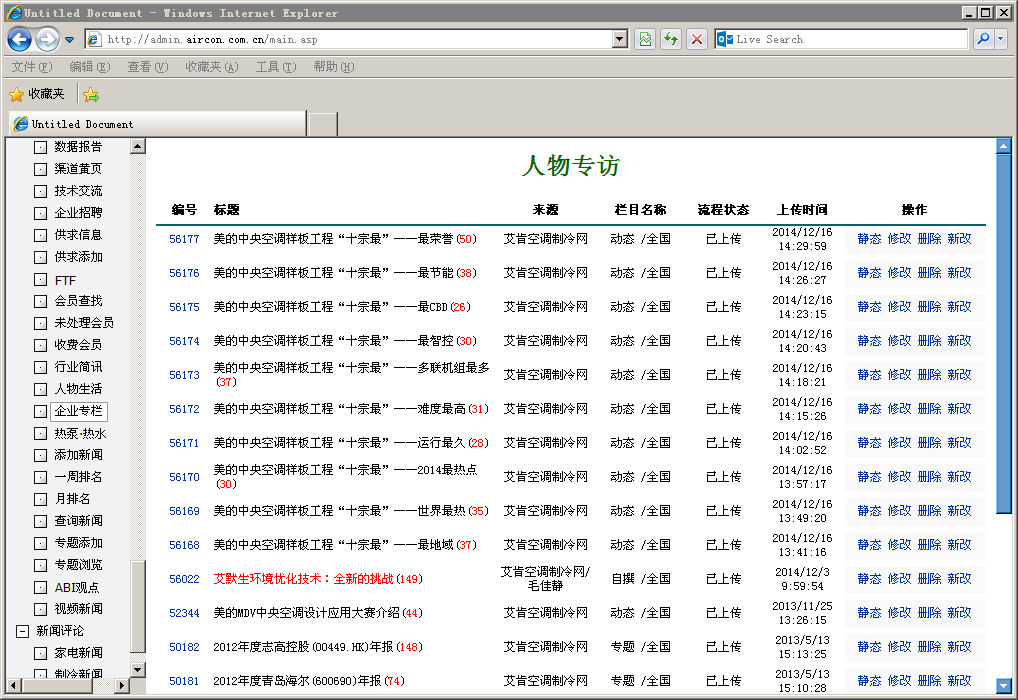 Untitled Document - Windows Internet Explorer
http://admin.aircon.com.cn/main.asp
Live Search
文件(F) 编辑(E) 查看(V) 收藏夹(A) 工具(T) 帮助(H)
收藏夹
Untitled Document
数据报告
渠道黄页
技术交流
企业招聘
供求信息
供求添加
FTF
会员查找
未处理会员
收费会员
行业简讯
人物生活
企业专栏
热泵·热水
添加新闻
一周排名
月排名
查询新闻
专题添加
专题浏览
ABI观点
视频新闻
新闻评论
家电新闻
制冷新闻
人物专访
编号 标题 来源 栏目名称 流程状态 上传时间 操作
56177 美的中央空调样板工程“十宗最”——最荣誉(50) 艾肯空调制冷网 动态 /全国 已上传 2014/12/16 14:29:59 静态 修改 删除 新改
56176 美的中央空调样板工程“十宗最”——最节能(38) 艾肯空调制冷网 动态 /全国 已上传 2014/12/16 14:26:27 静态 修改 删除 新改
56175 美的中央空调样板工程“十宗最”——最CBD(26) 艾肯空调制冷网 动态 /全国 已上传 2014/12/16 14:23:15 静态 修改 删除 新改
56174 美的中央空调样板工程“十宗最”——最智控(30) 艾肯空调制冷网 动态 /全国 已上传 2014/12/16 14:20:43 静态 修改 删除 新改
56173 美的中央空调样板工程“十宗最”——多联机组最多(37) 艾肯空调制冷网 动态 /全国 已上传 2014/12/16 14:18:21 静态 修改 删除 新改
56172 美的中央空调样板工程“十宗最”——难度最高(31) 艾肯空调制冷网 动态 /全国 已上传 2014/12/16 14:15:26 静态 修改 删除 新改
56171 美的中央空调样板工程“十宗最”——运行最久(28) 艾肯空调制冷网 动态 /全国 已上传 2014/12/16 14:02:52 静态 修改 删除 新改
56170 美的中央空调样板工程“十宗最”——2014最热点(30) 艾肯空调制冷网 动态 /全国 已上传 2014/12/16 13:57:17 静态 修改 删除 新改
56169 美的中央空调样板工程“十宗最”——世界最热(35) 艾肯空调制冷网 动态 /全国 已上传 2014/12/16 13:49:20 静态 修改 删除 新改
56168 美的中央空调样板工程“十宗最”——最地域(37) 艾肯空调制冷网 动态 /全国 已上传 2014/12/16 13:41:16 静态 修改 删除 新改
56022 艾默生环境优化技术：全新的挑战(149) 艾肯空调制冷网/毛佳静 自撰 /全国 已上传 2014/12/3 9:59:54 静态 修改 删除 新改
52344 美的MDV中央空调设计应用大赛介绍(44) 艾肯空调制冷网 动态 /全国 已上传 2013/11/25 13:26:15 静态 修改 删除 新改
50182 2012年度志高控股(00449.HK)年报(148) 艾肯空调制冷网 专题 /全国 已上传 2013/5/13 15:13:25 静态 修改 删除 新改
50181 2012年度青岛海尔(600690)年报(74) 艾肯空调制冷网 专题 /全国 已上传 2013/5/13 15:10:28 静态 修改 删除 新改